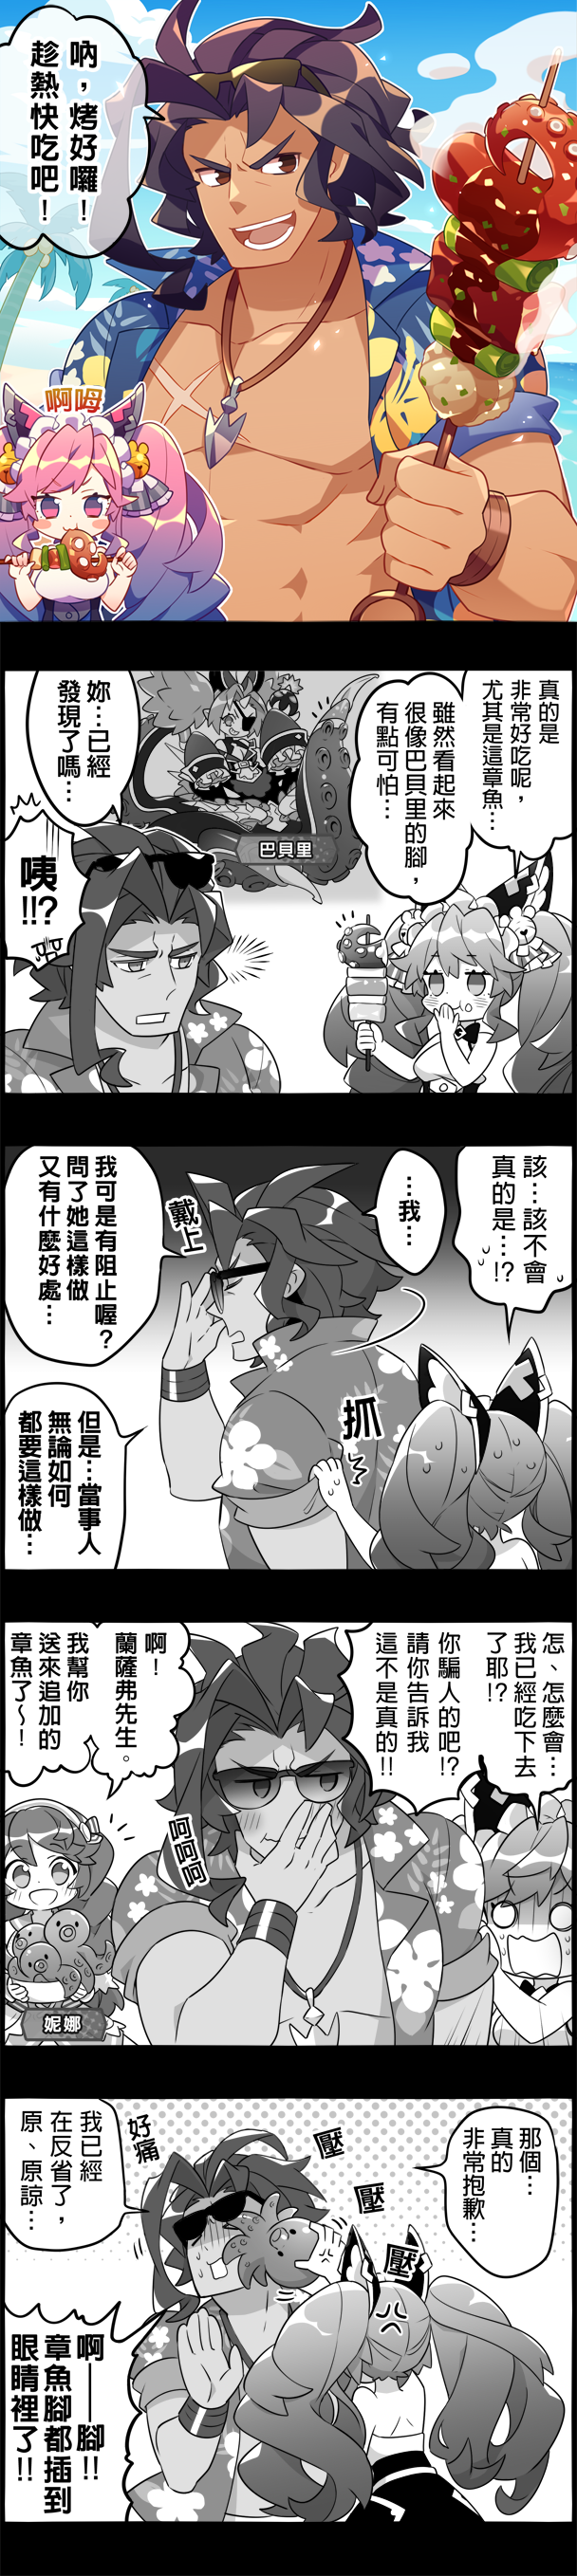 吶，烤好囉！
趁熱快吃吧！
啊呣
真的是
非常好吃呢，
尤其是這章魚…
雖然看起來
很像巴貝里的腳，
有點可怕…
巴貝里
妳…已經
發現了嗎…
咦!!?
該…該不會
真的是…!?
…我…
戴上
抓
我可是有阻止喔？
問了她這樣做
又有什麼好處…
但是…當事人
無論如何
都要這樣做…
怎、怎麼會…
我已經吃下去
了耶!?
你騙人的吧!?
請你告訴我
這不是真的!!
呵呵呵
啊！
蘭薩弗先生。
我幫你
送來追加的
章魚了～！
妮娜
那個…
真的
非常抱歉…
壓
壓
壓
好痛
我已經
在反省了，
原、原諒…
啊——腳!!
章魚腳都插到
眼睛裡了!!